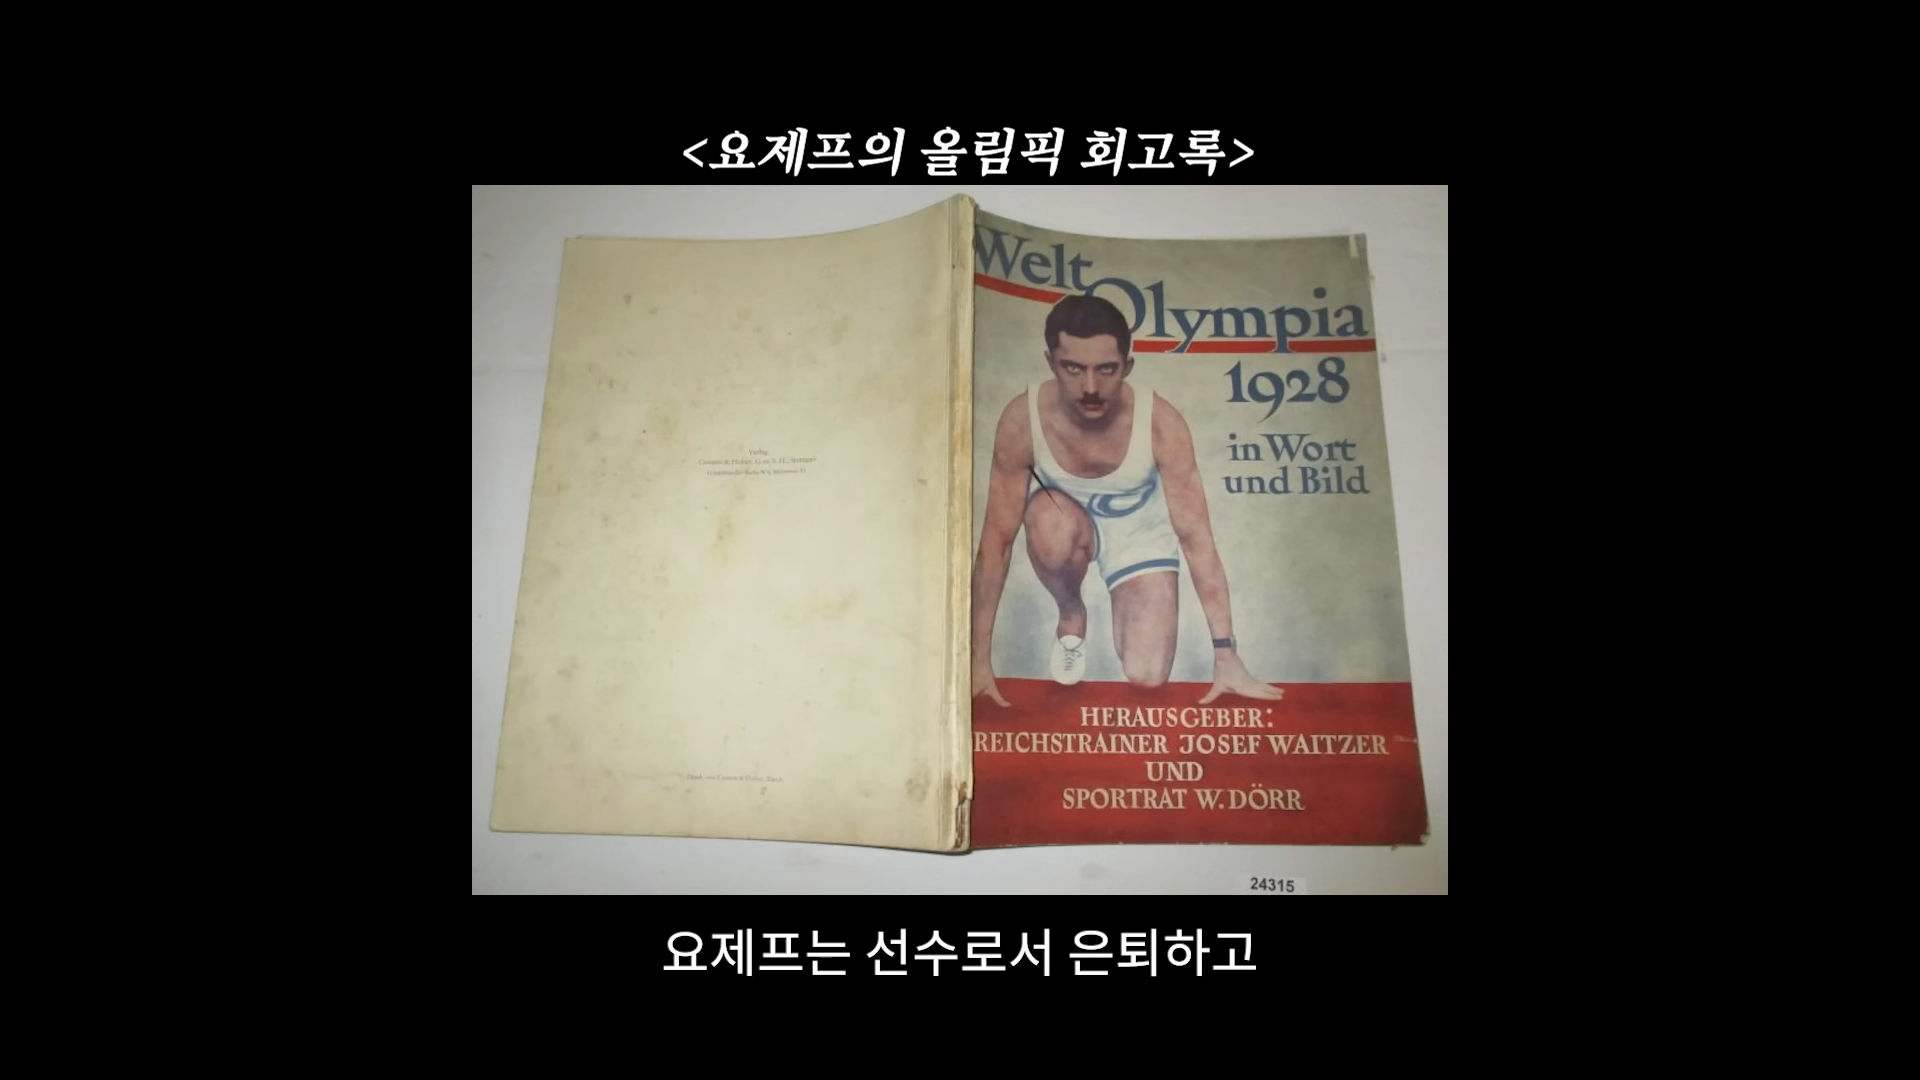 <요제프의 올림픽 회고록>
Welt
Olympia
1928
in Wort
und Bild
Verlag
HERAUSGEBER:
REICHSTRAINER JOSEF WAITZER
UND
SPORTRAT W. DÖRR
24315
요제프는 선수로서 은퇴하고